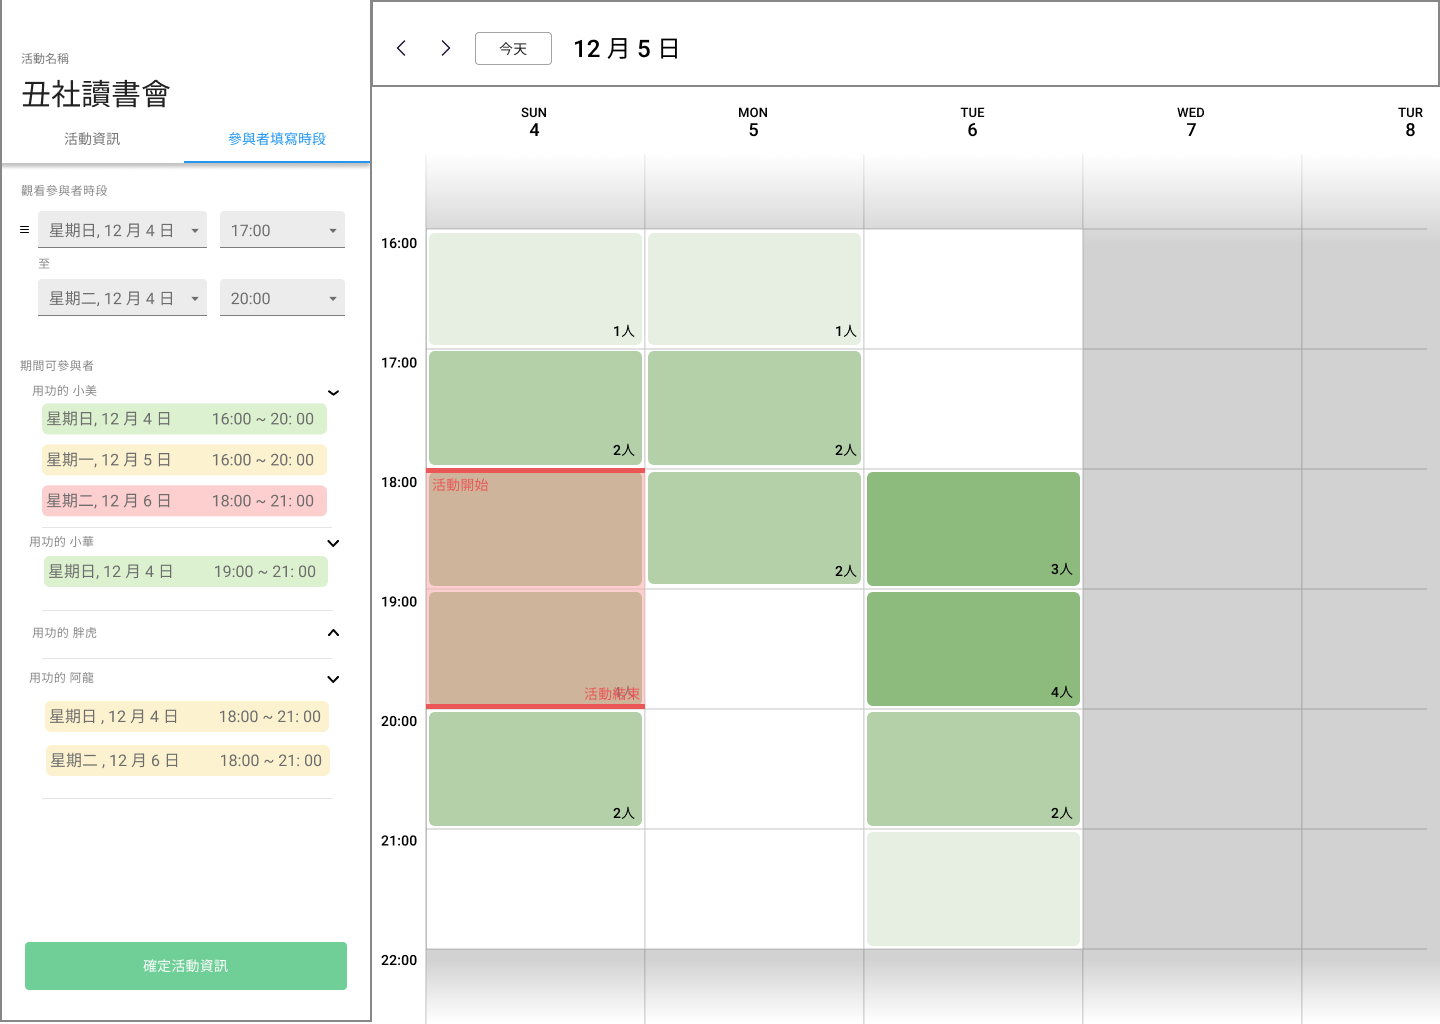 活動名稱
丑社讀書會
活動資訊 參與者填寫時段
觀看參與者時段
星期日, 12 月 4 日 17:00
至
星期二, 12 月 4 日 20:00
期間可參與者
用功的 小美
星期日, 12 月 4 日 16:00 ~ 20: 00
星期一, 12 月 5 日 16:00 ~ 20: 00
星期二, 12 月 6 日 18:00 ~ 21: 00
用功的 小華
星期日, 12 月 4 日 19:00 ~ 21: 00
用功的 胖虎
用功的 阿龍
星期日 , 12 月 4 日 18:00 ~ 21: 00
星期二 , 12 月 6 日 18:00 ~ 21: 00
確定活動資訊
今天 12 月 5 日
SUN MON TUE WED TUR
4 5 6 7 8
16:00
1人 1人
17:00
2人 2人
18:00
活動開始
2人 3人
19:00
活動結束 4人
20:00
2人 2人
21:00
22:00